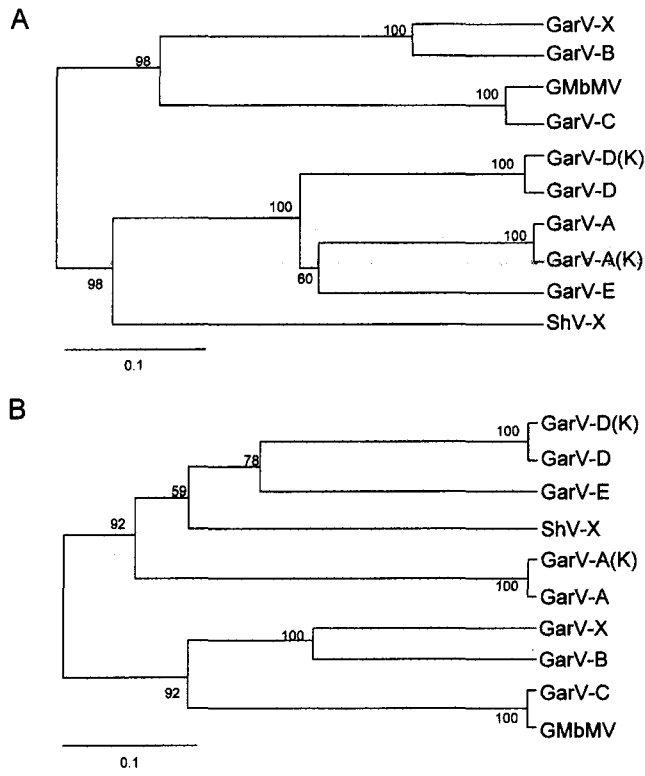 A
GarV-X
100
GarV-B
98
GMbMV
100
GarV-C
GarV-D(K)
100
GarV-D
100
GarV-A
100
GarV-A(K)
60
GarV-E
98
ShV-X
0.1
B
GarV-D(K)
100
GarV-D
78
GarV-E
59
ShV-X
92
GarV-A(K)
100
GarV-A
GarV-X
100
GarV-B
92
GarV-C
100
GMbMV
0.1